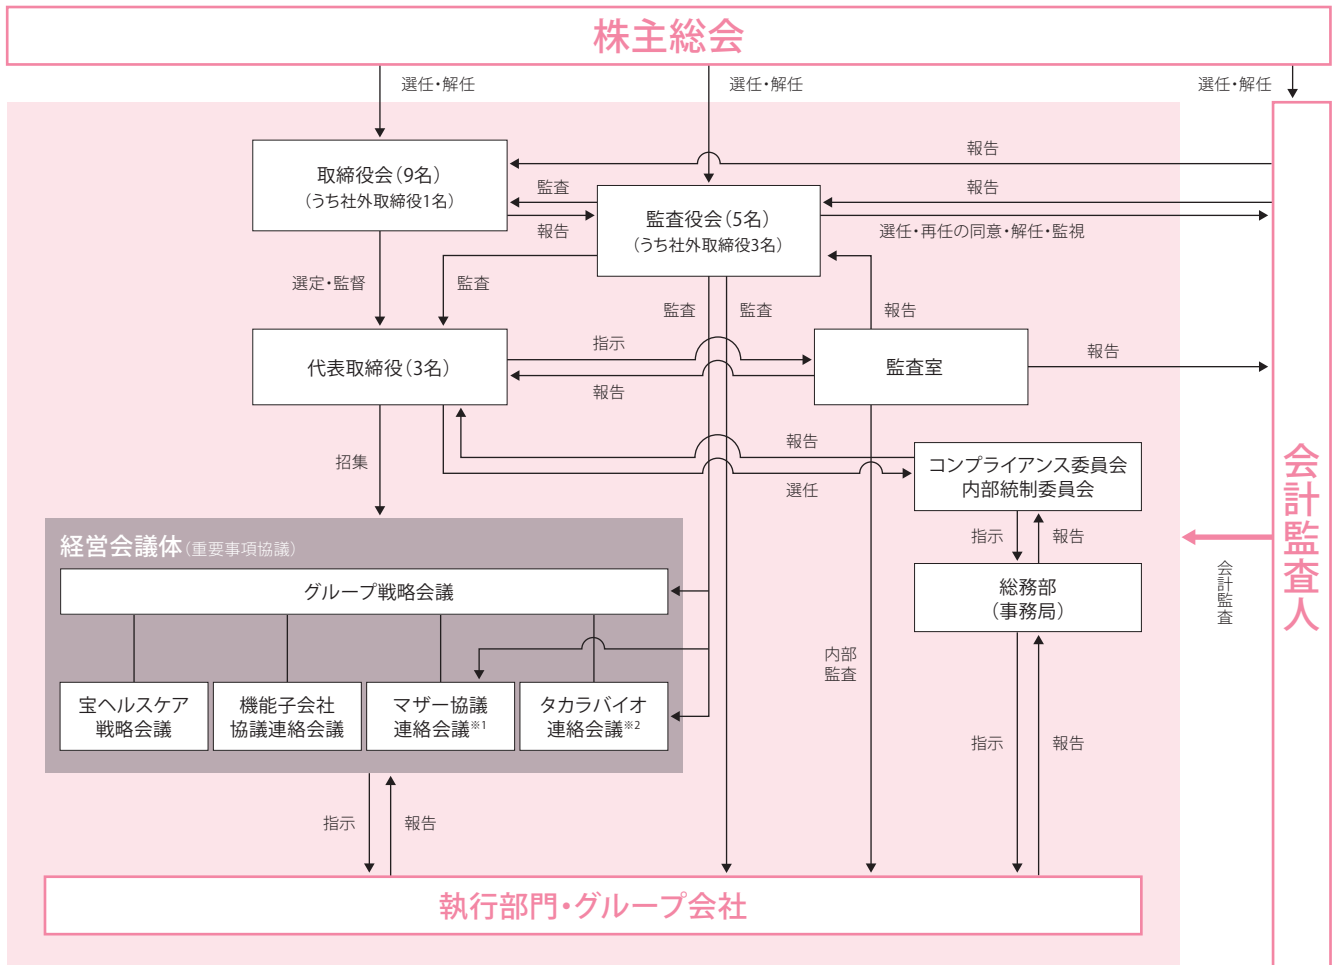 株主総会
選任・解任
選任・解任
選任・解任
取締役会（9名）
（うち社外取締役1名）
監査
報告
監査役会（5名）
（うち社外取締役3名）
報告
報告
選任・再任の同意・解任・監視
選定・監督
監査
監査
監査
報告
代表取締役（3名）
指示
報告
監査室
報告
招集
報告
選任
コンプライアンス委員会
内部統制委員会
指示
報告
総務部
（事務局）
会計監査人
会計監査
経営会議体（重要事項協議）
グループ戦略会議
宝ヘルスケア
戦略会議
機能子会社
協議連絡会議
マザー協議
連絡会議※1
タカラバイオ
連絡会議※2
内部
監査
指示
報告
指示
報告
執行部門・グループ会社